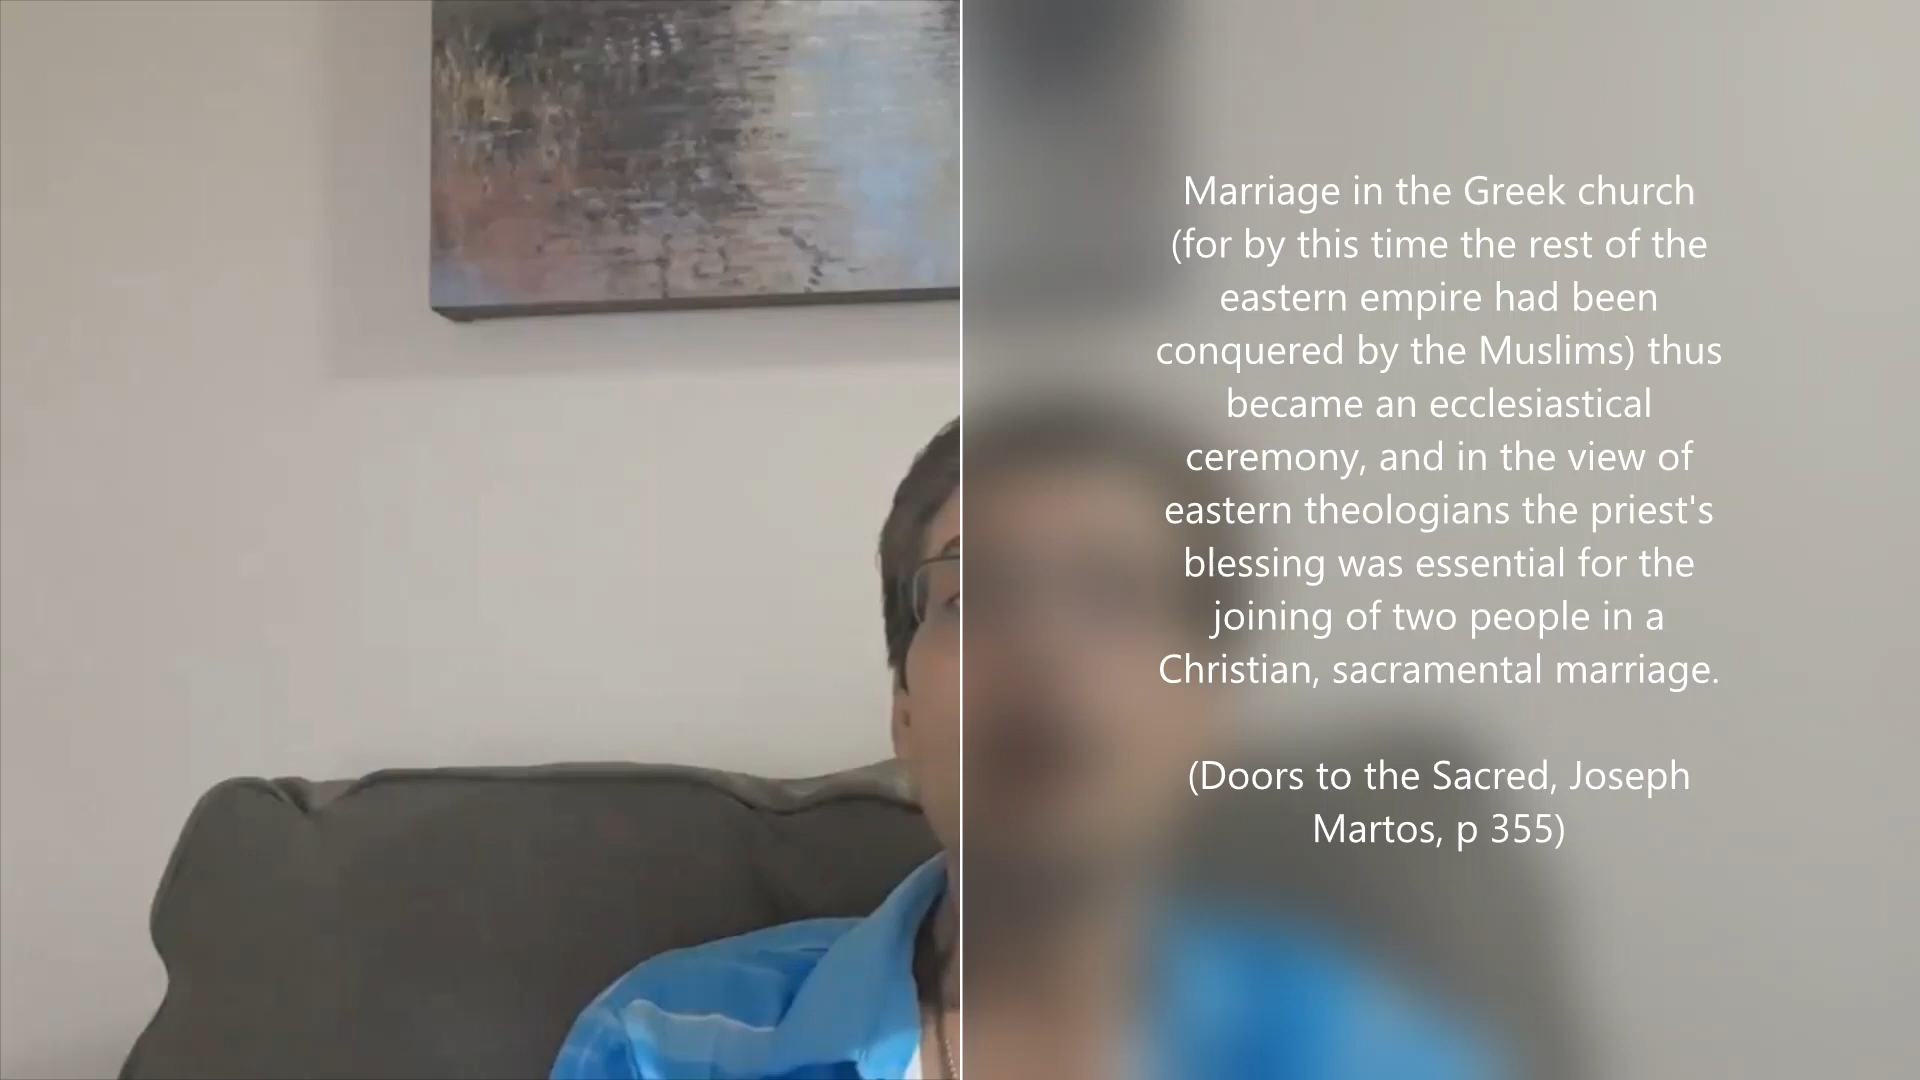 Marriage in the Greek church
(for by this time the rest of the
eastern empire had been
conquered by the Muslims) thus
became an ecclesiastical
ceremony, and in the view of
eastern theologians the priest's
blessing was essential for the
joining of two people in a
Christian, sacramental marriage.
(Doors to the Sacred, Joseph
Martos, p 355)